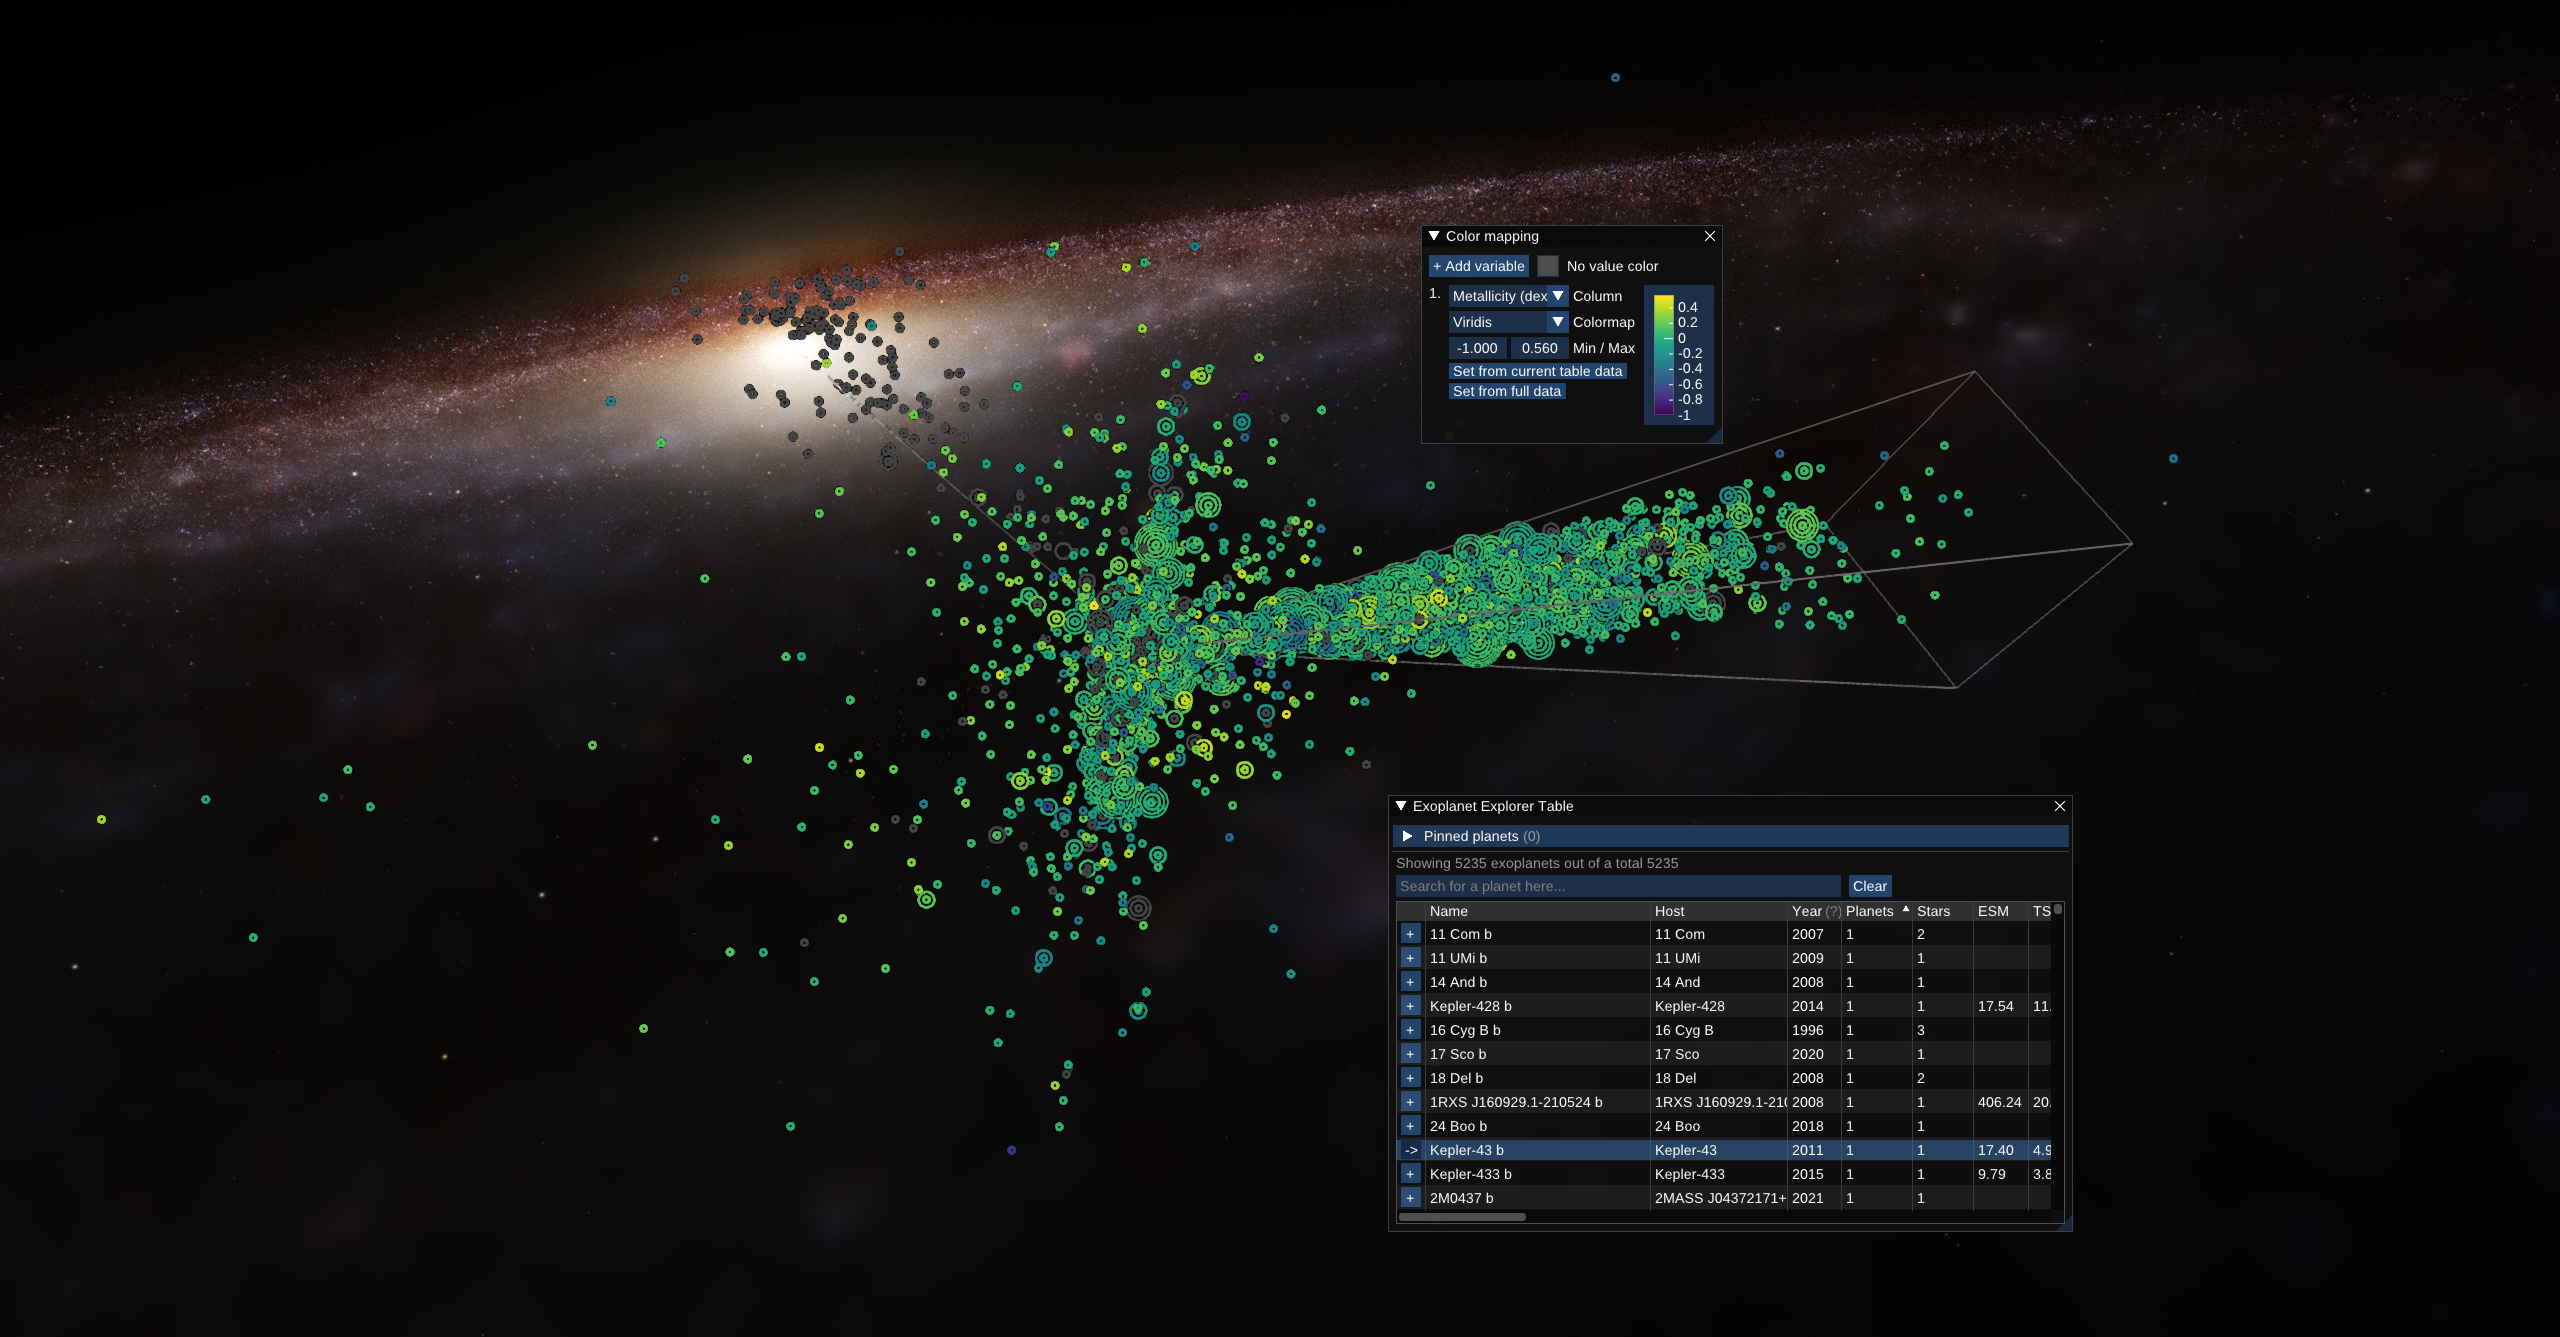 Color mapping
+ Add variable No value color
1. Metallicity (dex Column
Viridis Colormap
-1.000 0.560 Min / Max
Set from current table data
Set from full data
0.4
0.2
0
-0.2
-0.4
-0.6
-0.8
-1
Exoplanet Explorer Table
Pinned planets (0)
Showing 5235 exoplanets out of a total 5235
Search for a planet here... Clear
Name Host Year (?) Planets Stars ESM TS
+ 11 Com b 11 Com 2007 1 2
+ 11 UMi b 11 UMi 2009 1 1
+ 14 And b 14 And 2008 1 1
+ Kepler-428 b Kepler-428 2014 1 1 17.54 11.
+ 16 Cyg B b 16 Cyg B 1996 1 3
+ 17 Sco b 17 Sco 2020 1 1
+ 18 Del b 18 Del 2008 1 2
+ 1RXS J160929.1-210524 b 1RXS J160929.1-210 2008 1 1 406.24 20.
+ 24 Boo b 24 Boo 2018 1 1
-> Kepler-43 b Kepler-43 2011 1 1 17.40 4.9
+ Kepler-433 b Kepler-433 2015 1 1 9.79 3.8
+ 2M0437 b 2MASS J04372171+ 2021 1 1